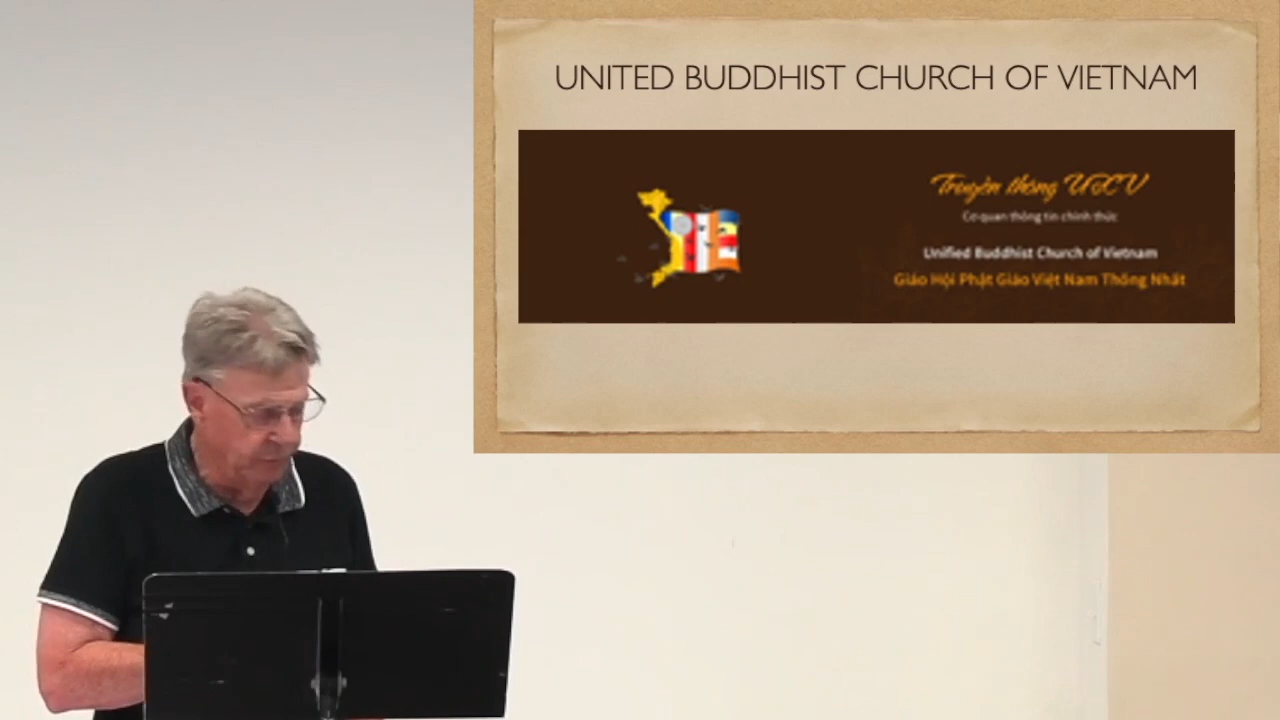 UNITED BUDDHIST CHURCH OF VIETNAM
Truyền thông UBCV
Cơ quan thông tin chính thức
Unified Buddhist Church of Vietnam
Giáo Hội Phật Giáo Việt Nam Thống Nhất